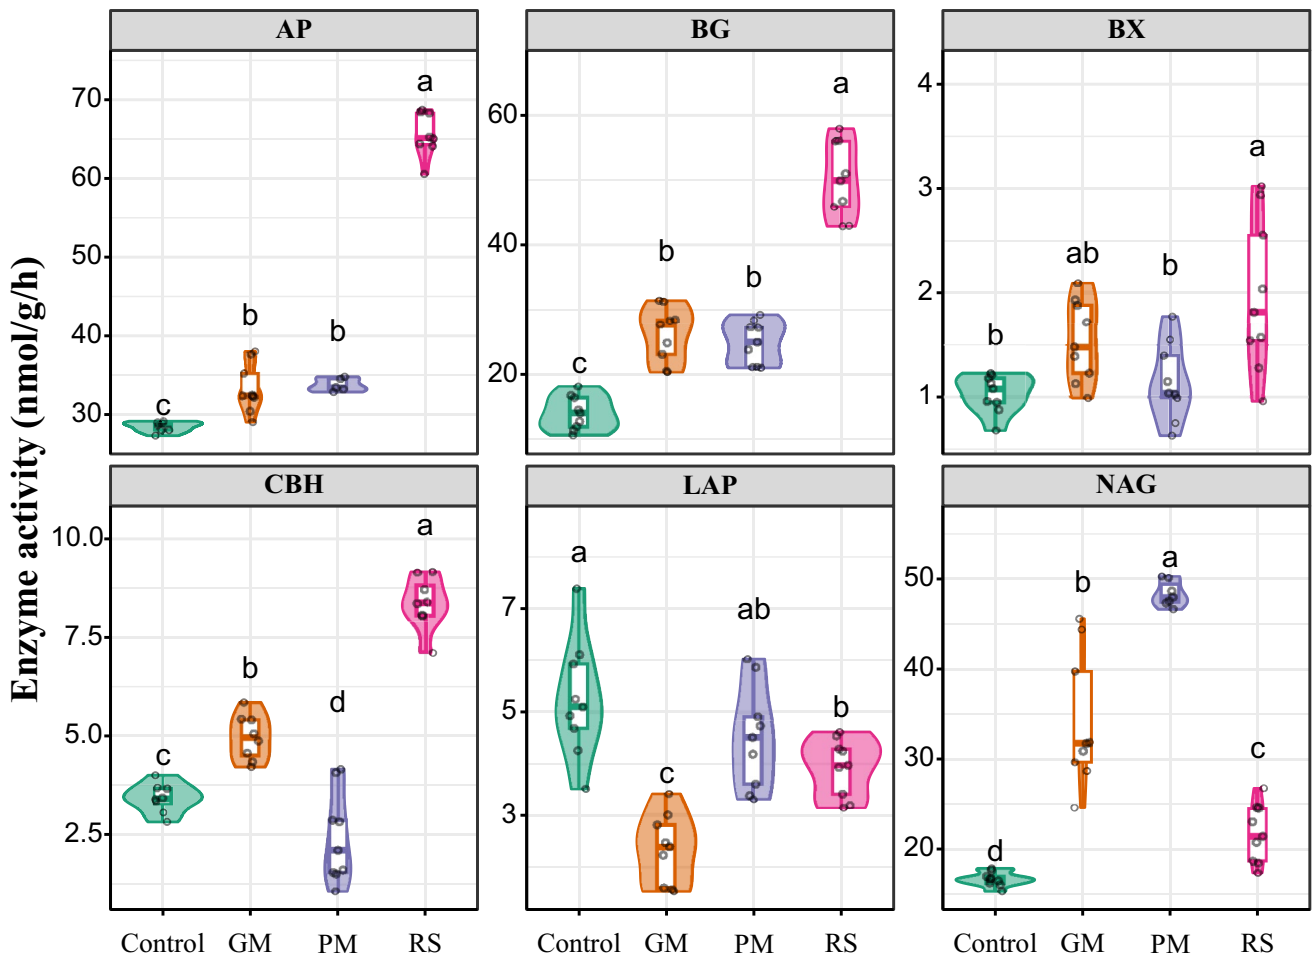 AP
BG
BX
Enzyme activity (nmol/g/h)
70
60
50
40
30
c
b
b
a
60
40
20
c
b
b
a
4
3
2
1
b
ab
b
a
CBH
LAP
NAG
10.0
7.5
5.0
2.5
c
b
d
a
7
5
3
a
c
ab
b
50
40
30
20
d
b
a
c
Control GM PM RS
Control GM PM RS
Control GM PM RS